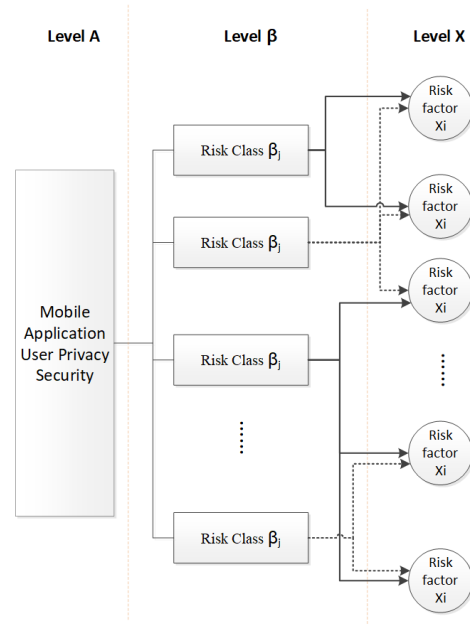 Level A
Level β
Level X
Mobile
Application
User Privacy
Security
Risk Class βj
Risk Class βj
Risk Class βj
Risk Class βj
Risk
factor
Xi
Risk
factor
Xi
Risk
factor
Xi
Risk
factor
Xi
Risk
factor
Xi